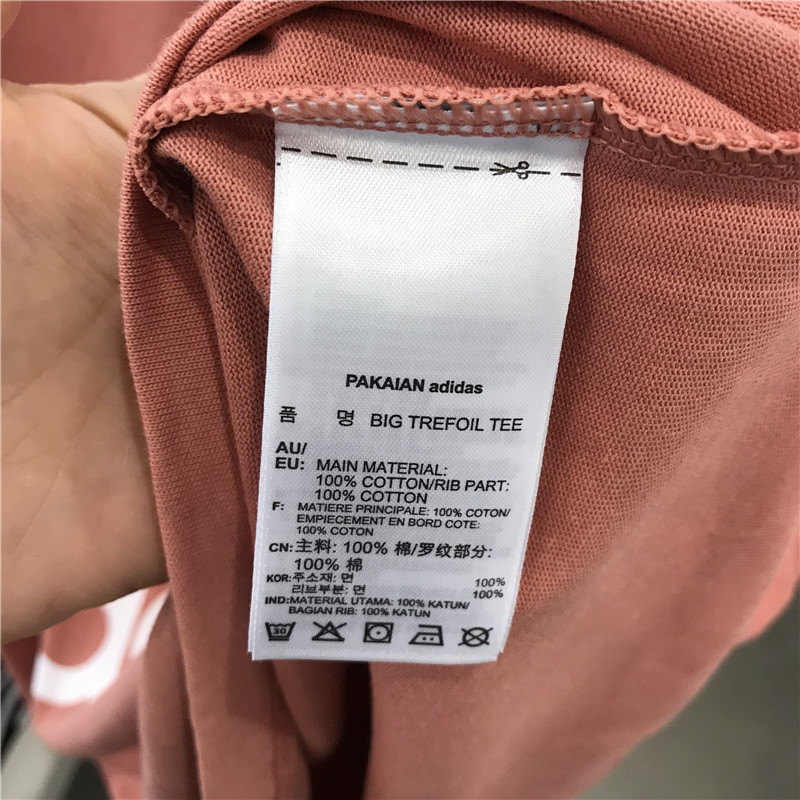 PAKAIAN adidas
품 명 BIG TREFOIL TEE
AU/
EU: MAIN MATERIAL:
100% COTTON/RIB PART:
100% COTTON
F: MATIERE PRINCIPALE: 100% COTON/
EMPIECEMENT EN BORD COTE:
100% COTON
CN: 主料: 100% 棉/罗纹部分:
100% 棉
KOR: 주소재: 면 100%
리브부분: 면 100%
IND: MATERIAL UTAMA: 100% KATUN/
BAGIAN RIB: 100% KATUN
30